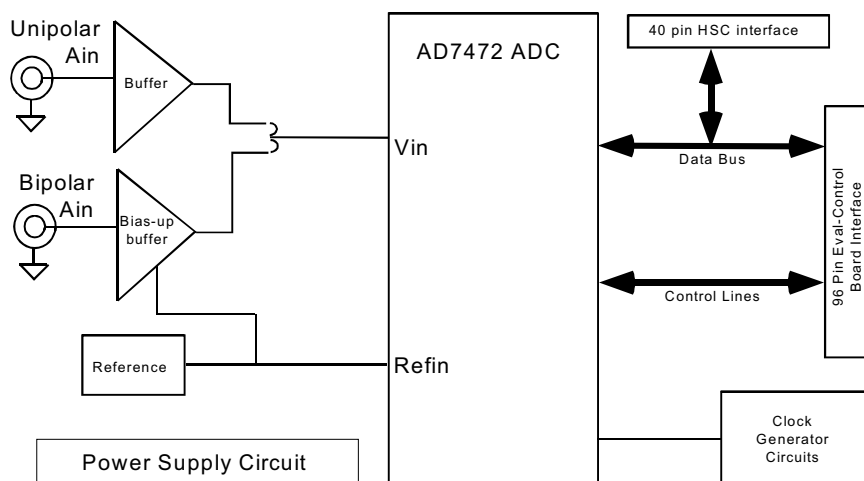 Unipolar
Ain
Buffer
Bipolar
Ain
Bias-up
buffer
Reference
Power Supply Circuit
AD7472 ADC
Vin
Refin
40 pin HSC interface
Data Bus
Control Lines
96 Pin Eval-Control
Board Interface
Clock
Generator
Circuits